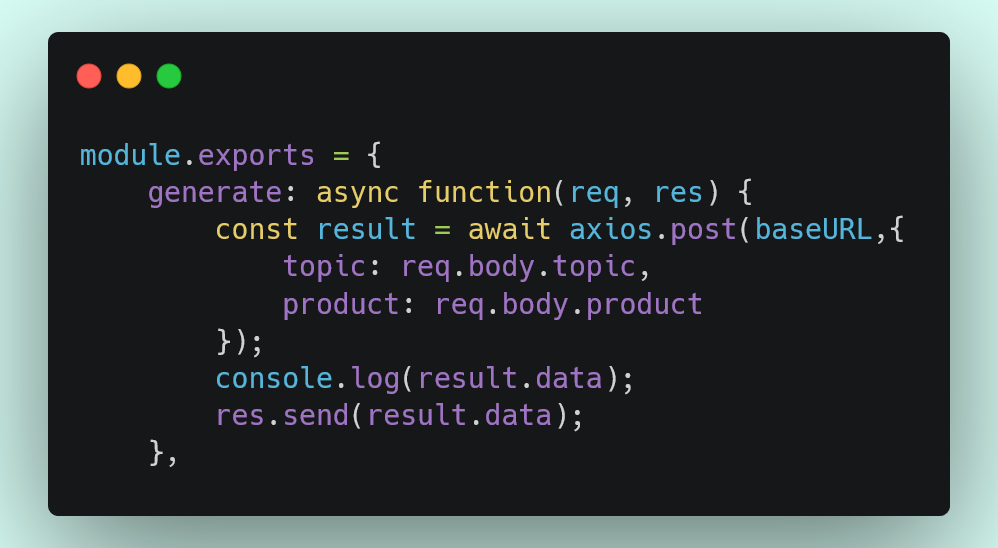 module.exports = {
    generate: async function(req, res) {
        const result = await axios.post(baseURL,{
            topic: req.body.topic,
            product: req.body.product
        });
        console.log(result.data);
        res.send(result.data);
    },